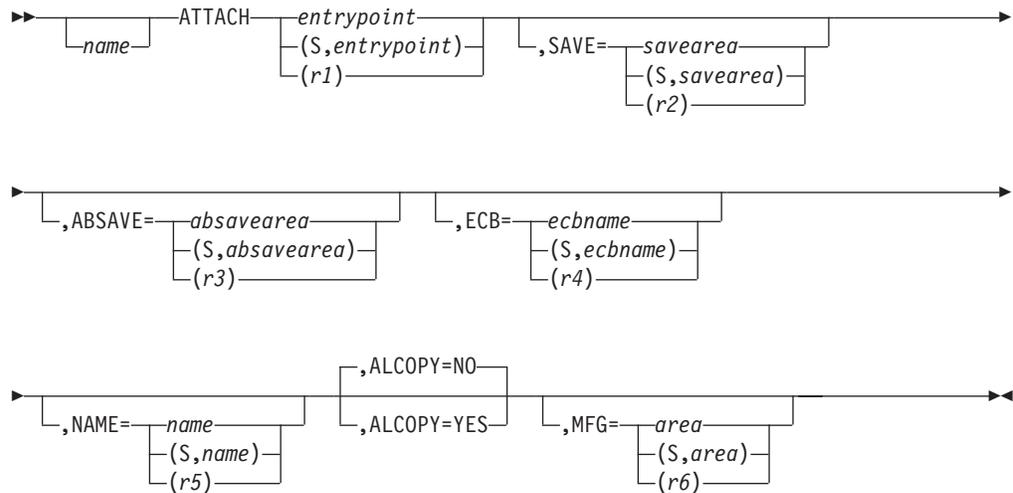 ATTACH entrypoint ,SAVE= savearea
name (S,entrypoint) (S,savearea)
(r1) (r2)
,ABSAVE= absavearea ,ECB= ecbname
(S,absavearea) (S,ecbname)
(r3) (r4)
,ALCOPY=NO
,NAME= name ,ALCOPY=YES ,MFG= area
(S,name) (S,area)
(r5) (r6)